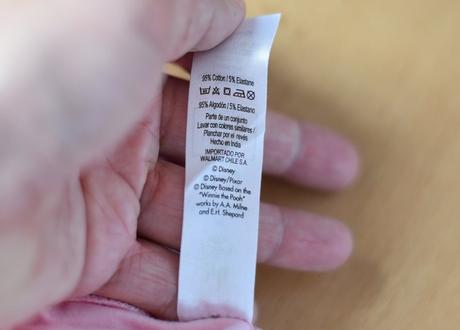 95% Cotton / 5% Elastane
95% Algodón / 5% Elastano
Parte de un conjunto
Lavar con colores similares /
Planchar por el revés
Hecho en India
IMPORTADO POR
WALMART CHILE S.A.
© Disney
© Disney/Pixar
© Disney Based on the
"Winnie the Pooh"
works by A.A. Milne
and E.H. Shepard